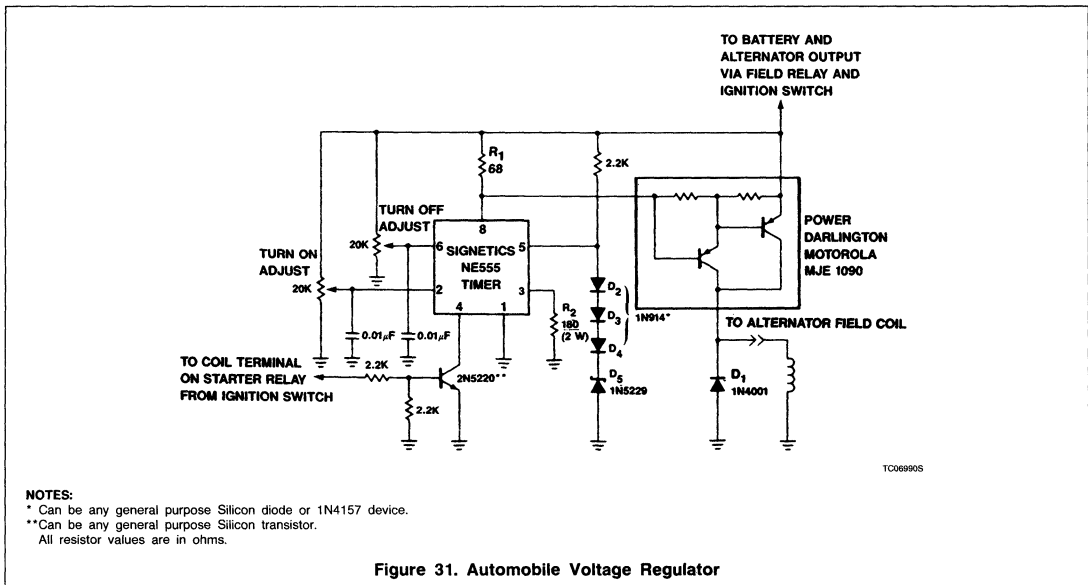 TO BATTERY AND
ALTERNATOR OUTPUT
VIA FIELD RELAY AND
IGNITION SWITCH
R1
68
2.2K
TURN OFF
ADJUST
20K
TURN ON
ADJUST
20K
8
6
5
2
3
4
1
SIGNETICS
NE555
TIMER
POWER
DARLINGTON
MOTOROLA
MJE 1090
R2
180
(2 W)
D2
D3
D4
1N914*
D5
1N5229
TO ALTERNATOR FIELD COIL
D1
1N4001
0.01μF
0.01μF
TO COIL TERMINAL
ON STARTER RELAY
FROM IGNITION SWITCH
2.2K
2N5220**
2.2K
TC06990S
NOTES:
* Can be any general purpose Silicon diode or 1N4157 device.
**Can be any general purpose Silicon transistor.
All resistor values are in ohms.
Figure 31. Automobile Voltage Regulator